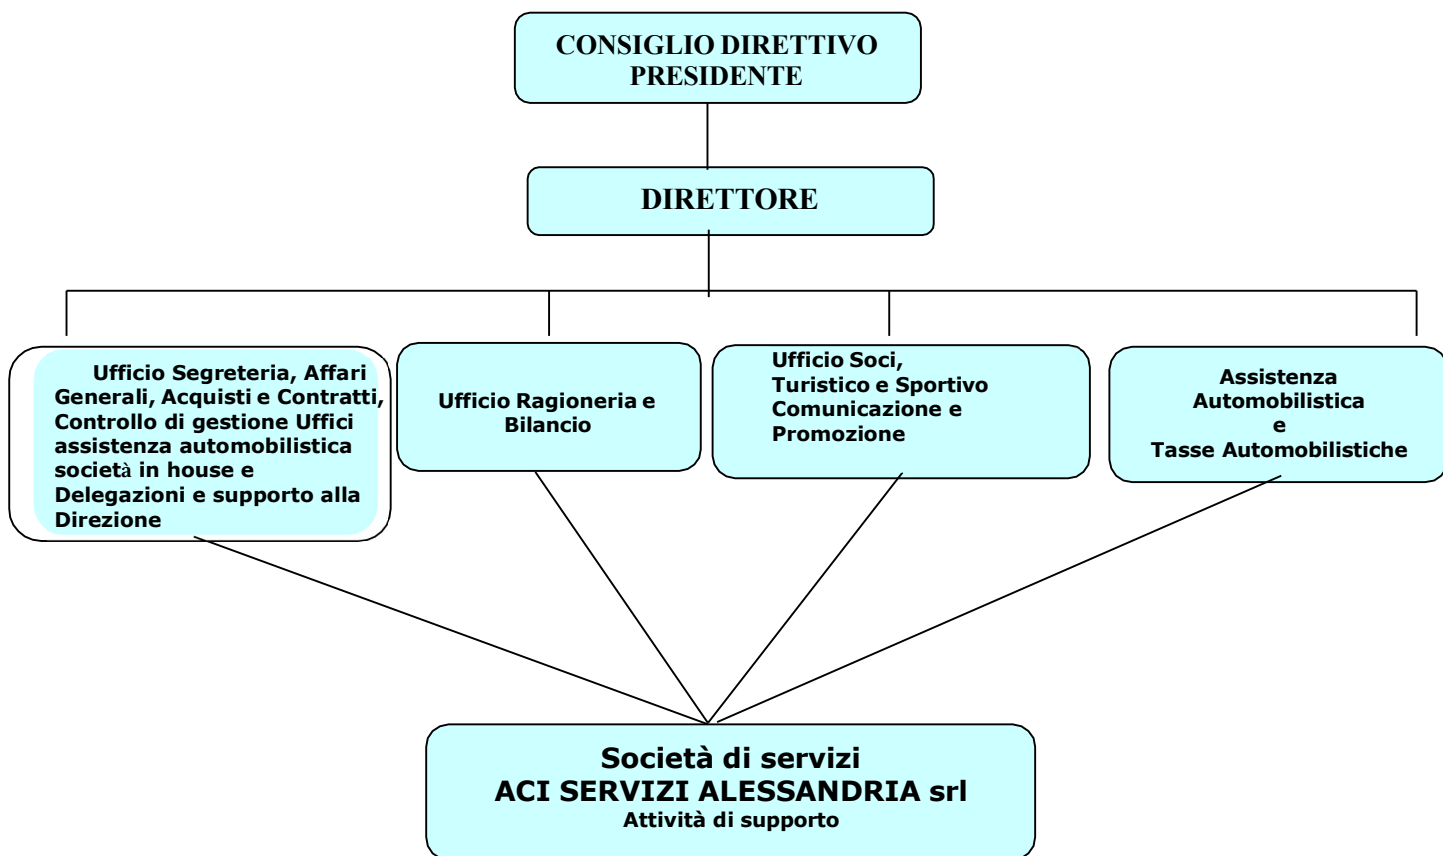 CONSIGLIO DIRETTIVO
PRESIDENTE
DIRETTORE
Ufficio Segreteria, Affari
Generali, Acquisti e Contratti,
Controllo di gestione Uffici
assistenza automobilistica
società in house e
Delegazioni e supporto alla
Direzione
Ufficio Ragioneria e
Bilancio
Ufficio Soci,
Turistico e Sportivo
Comunicazione e
Promozione
Assistenza
Automobilistica
e
Tasse Automobilistiche
Società di servizi
ACI SERVIZI ALESSANDRIA srl
Attività di supporto